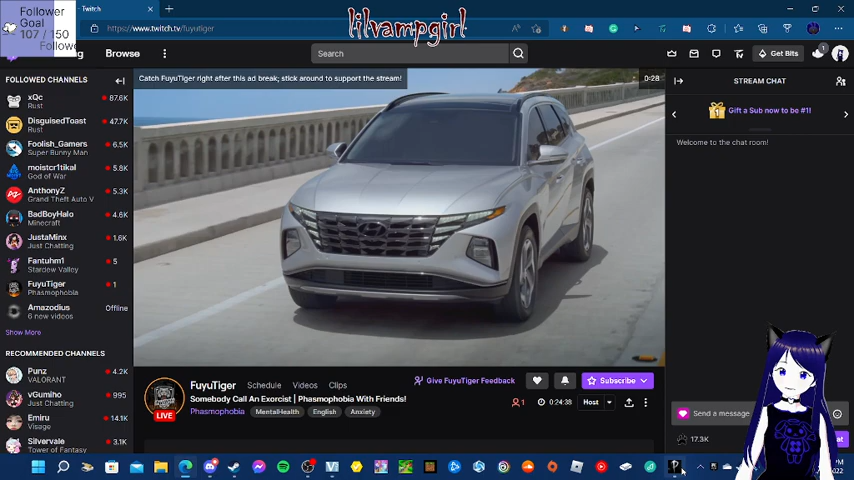 Follower
Goal
107 / 150
Follower
Twitch
lilvampgirl
https://www.twitch.tv/fuyutiger
Browse
Search
Get Bits
1
FOLLOWED CHANNELS
xQc
Rust
87.6K
DisguisedToast
Rust
47.7K
Foolish_Gamers
Super Bunny Man
6.5K
moistcr1tikal
God of War
5.8K
AnthonyZ
Grand Theft Auto V
5.3K
BadBoyHalo
Minecraft
4.6K
JustaMinx
Just Chatting
1.6K
Fantuhm1
Stardew Valley
5
FuyuTiger
Phasmophobia
1
Amazodius
6 new videos
Offline
Show More
RECOMMENDED CHANNELS
Punz
VALORANT
4.2K
vGumiho
Just Chatting
995
Emiru
Just Chatting
14.1K
Silvervale
Tower of Fantasy
3.1K
Catch FuyuTiger right after this ad break; stick around to support the stream!
0:28
LIVE
FuyuTiger
Schedule
Videos
Clips
Somebody Call An Exorcist | Phasmophobia With Friends!
Phasmophobia
MentalHealth
English
Anxiety
Give FuyuTiger Feedback
Subscribe
1
0:24:38
Host
STREAM CHAT
1
Gift a Sub now to be #1!
Welcome to the chat room!
Send a message
17.3K